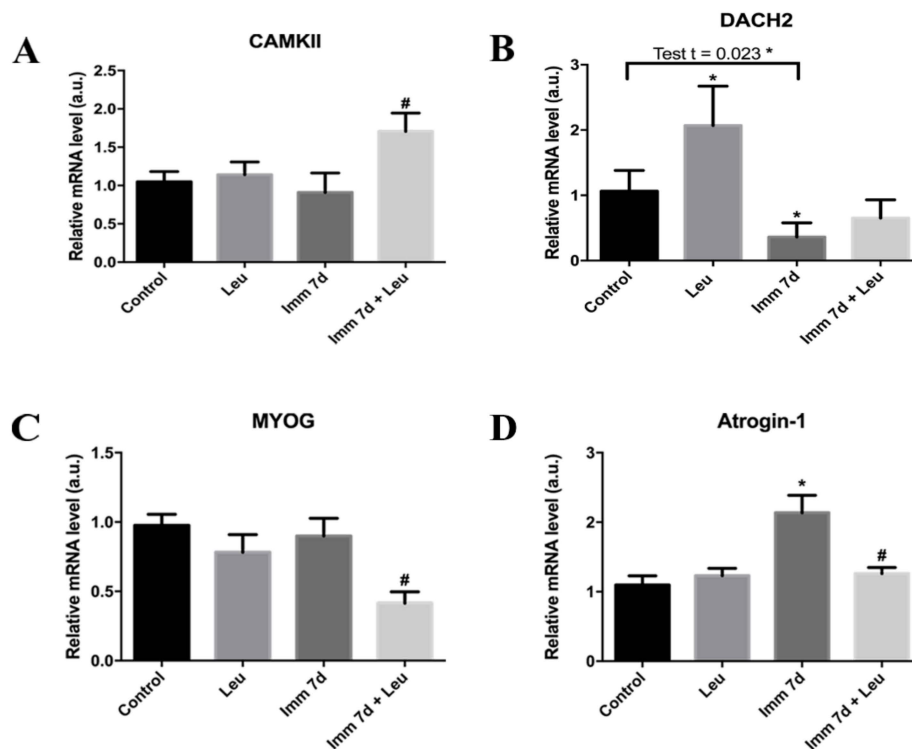 A
CAMKII
Relative mRNA level (a.u.)
2.5
2.0
1.5
1.0
0.5
0.0
#
Control
Leu
Imm 7d
Imm 7d + Leu
B
DACH2
Test t = 0.023 *
Relative mRNA level (a.u.)
3
2
1
0
*
*
Control
Leu
Imm 7d
Imm 7d + Leu
C
MYOG
Relative mRNA level (a.u.)
1.5
1.0
0.5
0.0
#
Control
Leu
Imm 7d
Imm 7d + Leu
D
Atrogin-1
Relative mRNA level (a.u.)
3
2
1
0
*
#
Control
Leu
Imm 7d
Imm 7d + Leu